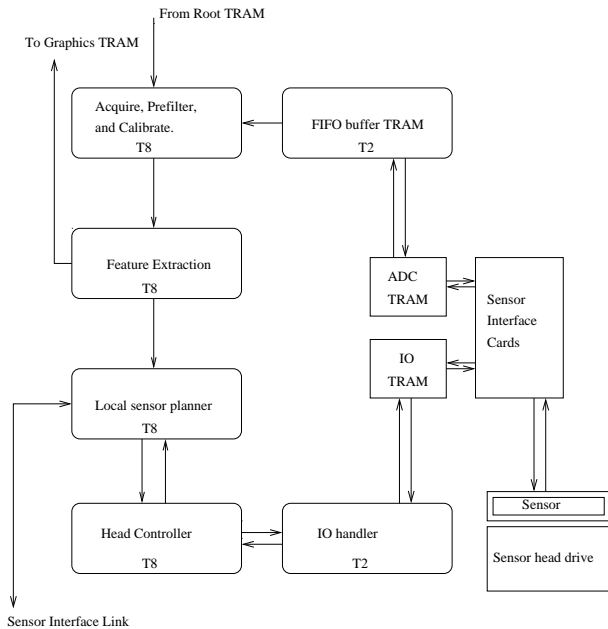 From Root TRAM
To Graphics TRAM
Acquire, Prefilter,
and Calibrate.
T8
FIFO buffer TRAM
T2
Feature Extraction
T8
ADC
TRAM
Sensor
Interface
Cards
IO
TRAM
Local sensor planner
T8
Sensor
Head Controller
T8
IO handler
T2
Sensor head drive
Sensor Interface Link